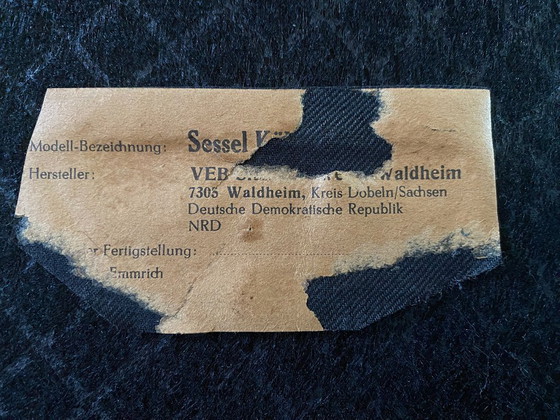 Modell-Bezeichnung: Sessel
Hersteller: VEB Waldheim
7305 Waldheim, Kreis Döbeln/Sachsen
Deutsche Demokratische Republik
NRD
Fertigstellung:
Emmrich